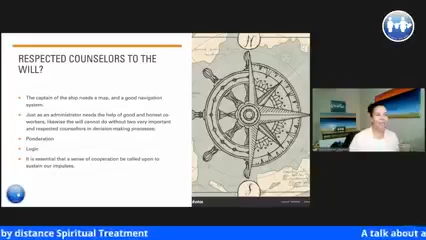 RESPECTED COUNSELORS TO THE
WILL?
The captain of the ship needs a map, and a good navigation
system.
Just as an administrator needs the help of good and honest co-
workers, likewise the will cannot do without two very important
and respected counsellors in decision-making processes:
Ponderation
Logic
It is essential that a sense of cooperation be called upon to
sustain our impulses.
by distance Spiritual Treatment
A talk about a